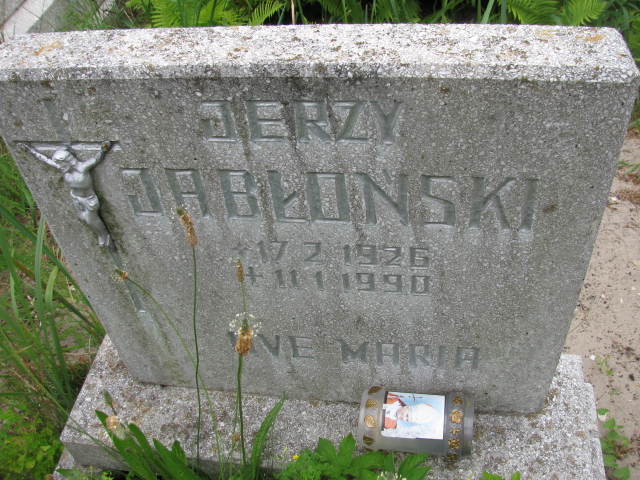 JERZY
JABŁOŃSKI
* 17 2 1926
+ 11 1 1990
AVE MARIA